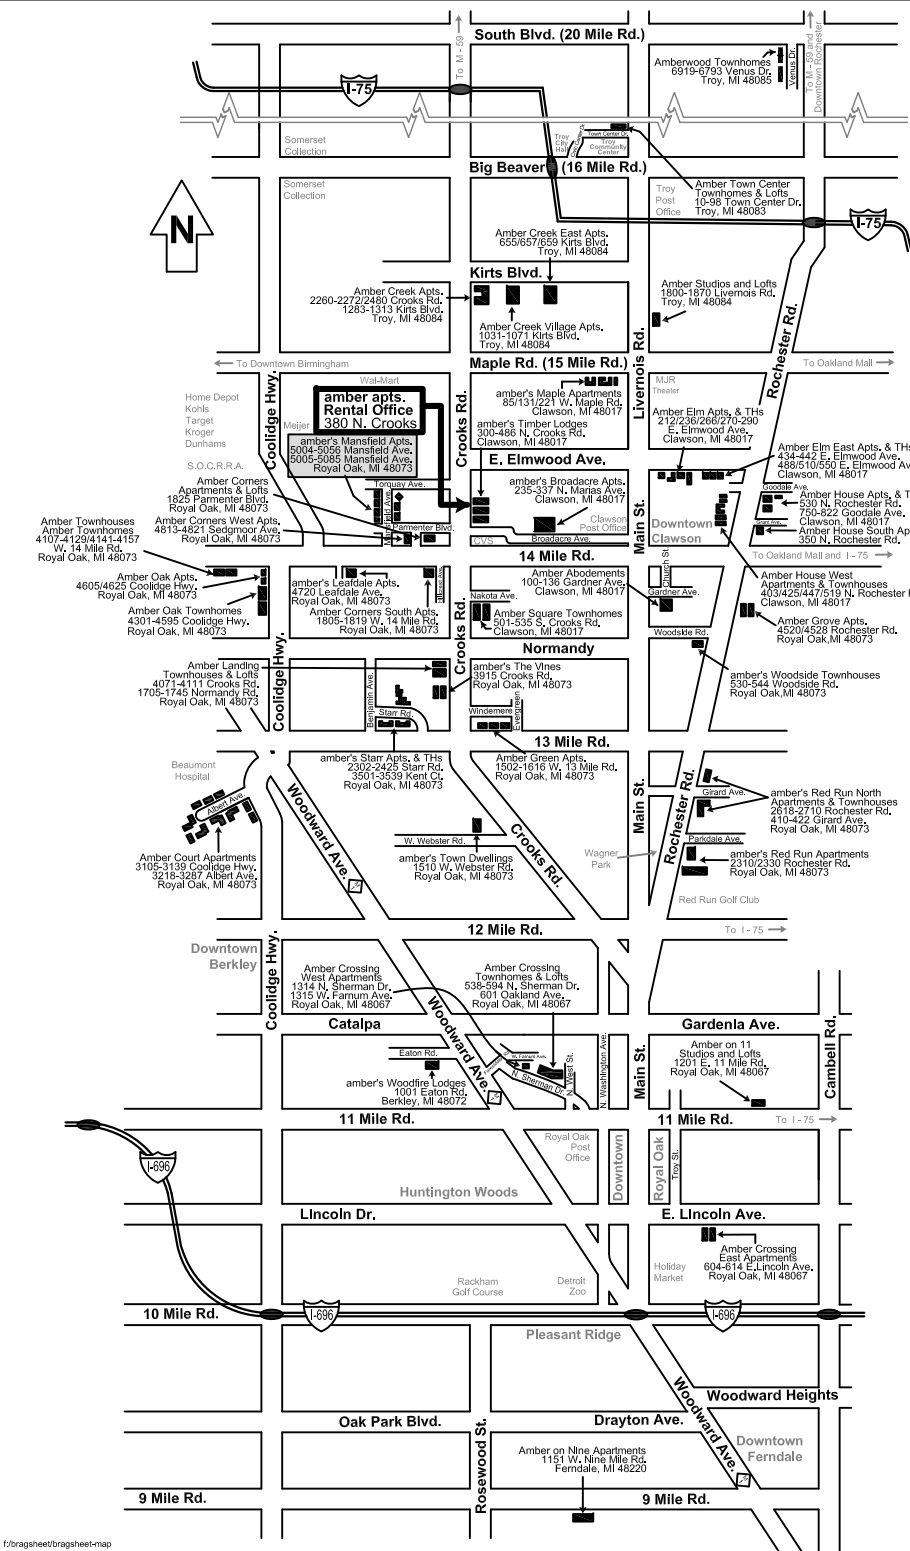 South Blvd. (20 Mile Rd.)
To M - 59
To M - 59 and
Downtown Rochester
Amberwood Townhomes
6919-6793 Venus Dr.
Troy, MI 48085
Venus Dr.
I-75
Somerset
Collection
Troy
City
Hall
Civic Center Dr.
Town Center Dr.
Troy
Community
Center
Big Beaver (16 Mile Rd.)
Somerset
Collection
N
Troy
Post
Office
Amber Town Center
Townhomes & Lofts
10-98 Town Center Dr.
Troy, MI 48083
I-75
Amber Creek East Apts.
655/657/659 Kirts Blvd.
Troy, MI 48084
Kirts Blvd.
Amber Creek Apts.
2260-2272/2480 Crooks Rd.
1283-1313 Kirts Blvd.
Troy, MI 48084
Amber Creek Village Apts.
1031-1071 Kirts Blvd.
Troy, MI 48084
Amber Studios and Lofts
1800-1870 Livernois Rd.
Troy, MI 48084
Livernois Rd.
Rochester Rd.
To Downtown Birmingham
Maple Rd. (15 Mile Rd.)
To Oakland Mall
Wal-Mart
Home Depot
Kohls
Target
Kroger
Dunhams
Meijer
S.O.C.R.R.A.
Coolidge Hwy.
amber apts.
Rental Office
380 N. Crooks
Crooks Rd.
amber's Mansfield Apts.
5004-5056 Mansfield Ave.
5005-5085 Mansfield Ave.
Royal Oak, MI 48073
amber's Maple Apartments
85/131/221 W. Maple Rd.
Clawson, MI 48017
amber's Timber Lodges
300-486 N. Crooks Rd.
Clawson, MI 48017
MJR
Theater
Amber Elm Apts. & THs
212/236/266/270-290
E. Elmwood Ave.
Clawson, MI 48017
E. Elmwood Ave.
Amber Elm East Apts. & THs
434-442 E. Elmwood Ave.
488/510/550 E. Elmwood Av
Clawson, MI 48017
Amber Corners
Apartments & Lofts
1825 Parmenter Blvd.
Royal Oak, MI 48073
Torquay Ave.
Mansfield Ave.
Parmenter Blvd.
amber's Broadacre Apts.
235-337 N. Marias Ave.
Clawson, MI 48017
Clawson
Post Office
Broadacre Ave.
CVS
Main St.
Downtown
Clawson
Goodale Ave.
Grant Ave.
Amber House Apts, & T
530 N. Rochester Rd.
750-822 Goodale Ave.
Clawson, MI 48017
Amber House South Ap
350 N. Rochester Rd.
Amber Townhouses
Amber Townhomes
4107-4129/4141-4157
W. 14 Mile Rd.
Royal Oak, MI 48073
Amber Corners West Apts.
4813-4821 Sedgmoor Ave.
Royal Oak, MI 48073
14 Mile Rd.
To Oakland Mall and I - 75
Amber Oak Apts.
4605/4625 Coolidge Hwy.
Royal Oak, MI 48073
Amber Oak Townhomes
4301-4595 Coolidge Hwy.
Royal Oak, MI 48073
amber's Leafdale Apts.
4720 Leafdale Ave.
Royal Oak, MI 48073
Amber Corners South Apts.
1805-1819 W. 14 Mile Rd.
Royal Oak, MI 48073
Nakota Ave.
Amber Abodements
100-136 Gardner Ave.
Clawson, MI 48017
Church St.
Gardner Ave.
Amber Square Townhomes
501-535 S. Crooks Rd.
Clawson, MI 48017
Amber House West
Apartments & Townhouses
403/425/447/519 N. Rochester R
Clawson, MI 48017
Amber Grove Apts.
4520/4528 Rochester Rd.
Royal Oak,MI 48073
Woodside Rd.
Coolidge Hwy.
Crooks Rd.
Normandy
Amber Landing
Townhouses & Lofts
4071-4111 Crooks Rd.
1705-1745 Normandy Rd.
Royal Oak, MI 48073
amber's The Vines
3915 Crooks Rd.
Royal Oak, MI 48073
amber's Woodside Townhouses
530-544 Woodside Rd.
Royal Oak,MI 48073
Benjamin Ave.
Starr Rd.
Windemere
Evergreen
13 Mile Rd.
Beaumont
Hospital
amber's Starr Apts. & THs
2302-2425 Starr Rd.
3501-3539 Kent Ct.
Royal Oak, MI 48073
Amber Green Apts.
1502-1616 W. 13 Mile Rd.
Royal Oak, MI 48073
Albert Ave.
Woodward Ave.
Crooks Rd.
Main St.
Rochester Rd.
Girard Ave.
Parkdale Ave.
amber's Red Run North
Apartments & Townhouses
2618-2710 Rochester Rd.
410-422 Girard Ave.
Royal Oak, MI 48073
W. Webster Rd.
Amber Court Apartments
3105-3139 Coolidge Hwy.
3218-3287 Albert Ave.
Royal Oak, MI 48073
amber's Town Dwellings
1510 W. Webster Rd.
Royal Oak, MI 48073
Wagner
Park
amber's Red Run Apartments
2310/2330 Rochester Rd.
Royal Oak, MI 48073
Red Run Golf Club
12 Mile Rd.
To I - 75
Downtown
Berkley
Coolidge Hwy.
Amber Crossing
West Apartments
1314 N. Sherman Dr.
1315 W. Farnum Ave.
Royal Oak, MI 48067
Amber Crossing
Townhomes & Lofts
538-594 N. Sherman Dr.
601 Oakland Ave.
Royal Oak, MI 48067
Catalpa
Woodward Ave.
Gardenia Ave.
Cambell Rd.
Eaton Rd.
W. Farnum Ave.
N. Sherman Dr.
N. West St.
N. Washington Ave.
Main St.
Amber on 11
Studios and Lofts
1201 E. 11 Mile Rd.
Royal Oak, MI 48067
amber's Woodfire Lodges
1001 Eaton Rd.
Berkley, MI 48072
11 Mile Rd.
11 Mile Rd.
To I - 75
I-696
Royal Oak
Post
Office
Downtown
Royal Oak
Troy St.
Huntington Woods
Lincoln Dr.
E. Lincoln Ave.
Amber Crossing
East Apartments
604-614 E.Lincoln Ave.
Royal Oak, MI 48067
Rackham
Golf Course
Detroit
Zoo
Holiday
Market
10 Mile Rd.
I-696
I-696
Pleasant Ridge
Woodward Heights
Woodward Ave.
Oak Park Blvd.
Rosewood St.
Drayton Ave.
Downtown
Ferndale
Amber on Nine Apartments
1151 W. Nine Mile Rd.
Ferndale, MI 48220
9 Mile Rd.
9 Mile Rd.
f:/bragsheet/bragsheet-map